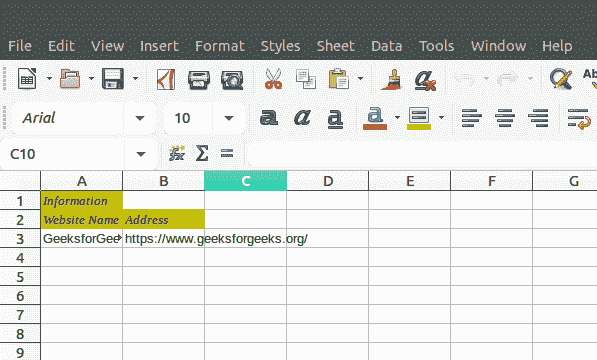 File Edit View Insert Format Styles Sheet Data Tools Window Help
Arial 10 a a a a
C10 fx Σ =
A B C D E F G
1 Information
2 Website Name Address
3 GeeksforGee https://www.geeksforgeeks.org/
4
5
6
7
8
9